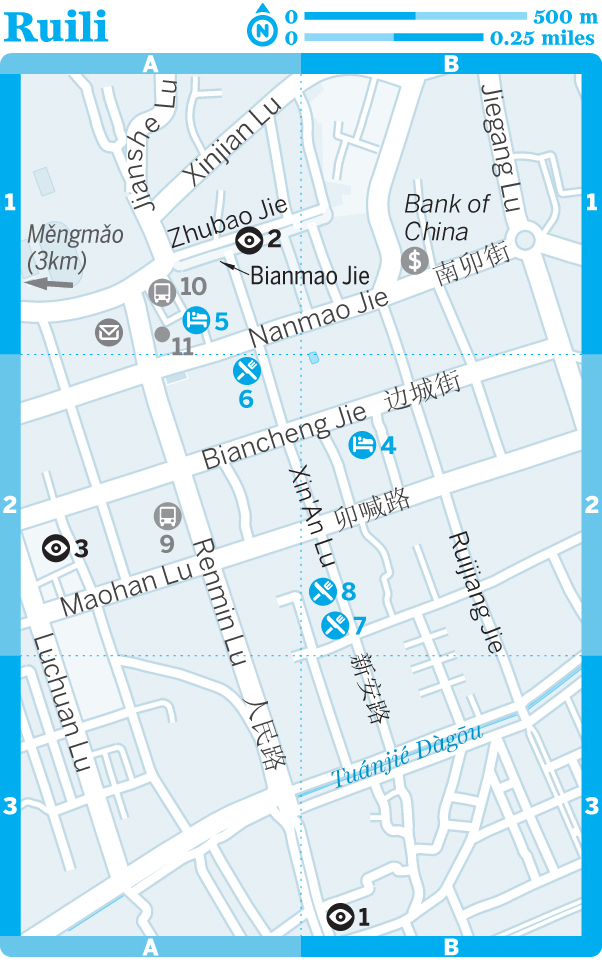 Ruili
N
0 500 m
0 0.25 miles
A
B
Jianshe Lu
Xinjian Lu
Jiegang Lu
1
1
Zhubao Jie
Bank of
China
Mĕngmǎo
(3km)
2
$
南卯街
Bianmao Jie
10
5
Nanmao Jie
11
6
边城街
Biancheng Jie
4
Xin'An Lu
卯喊路
2
2
9
3
Renmin Lu
Ruijiang Jie
Maohan Lu
8
7
Luchuan Lu
新安路
人民路
Tuánjié Dàgōu
3
3
1
A
B